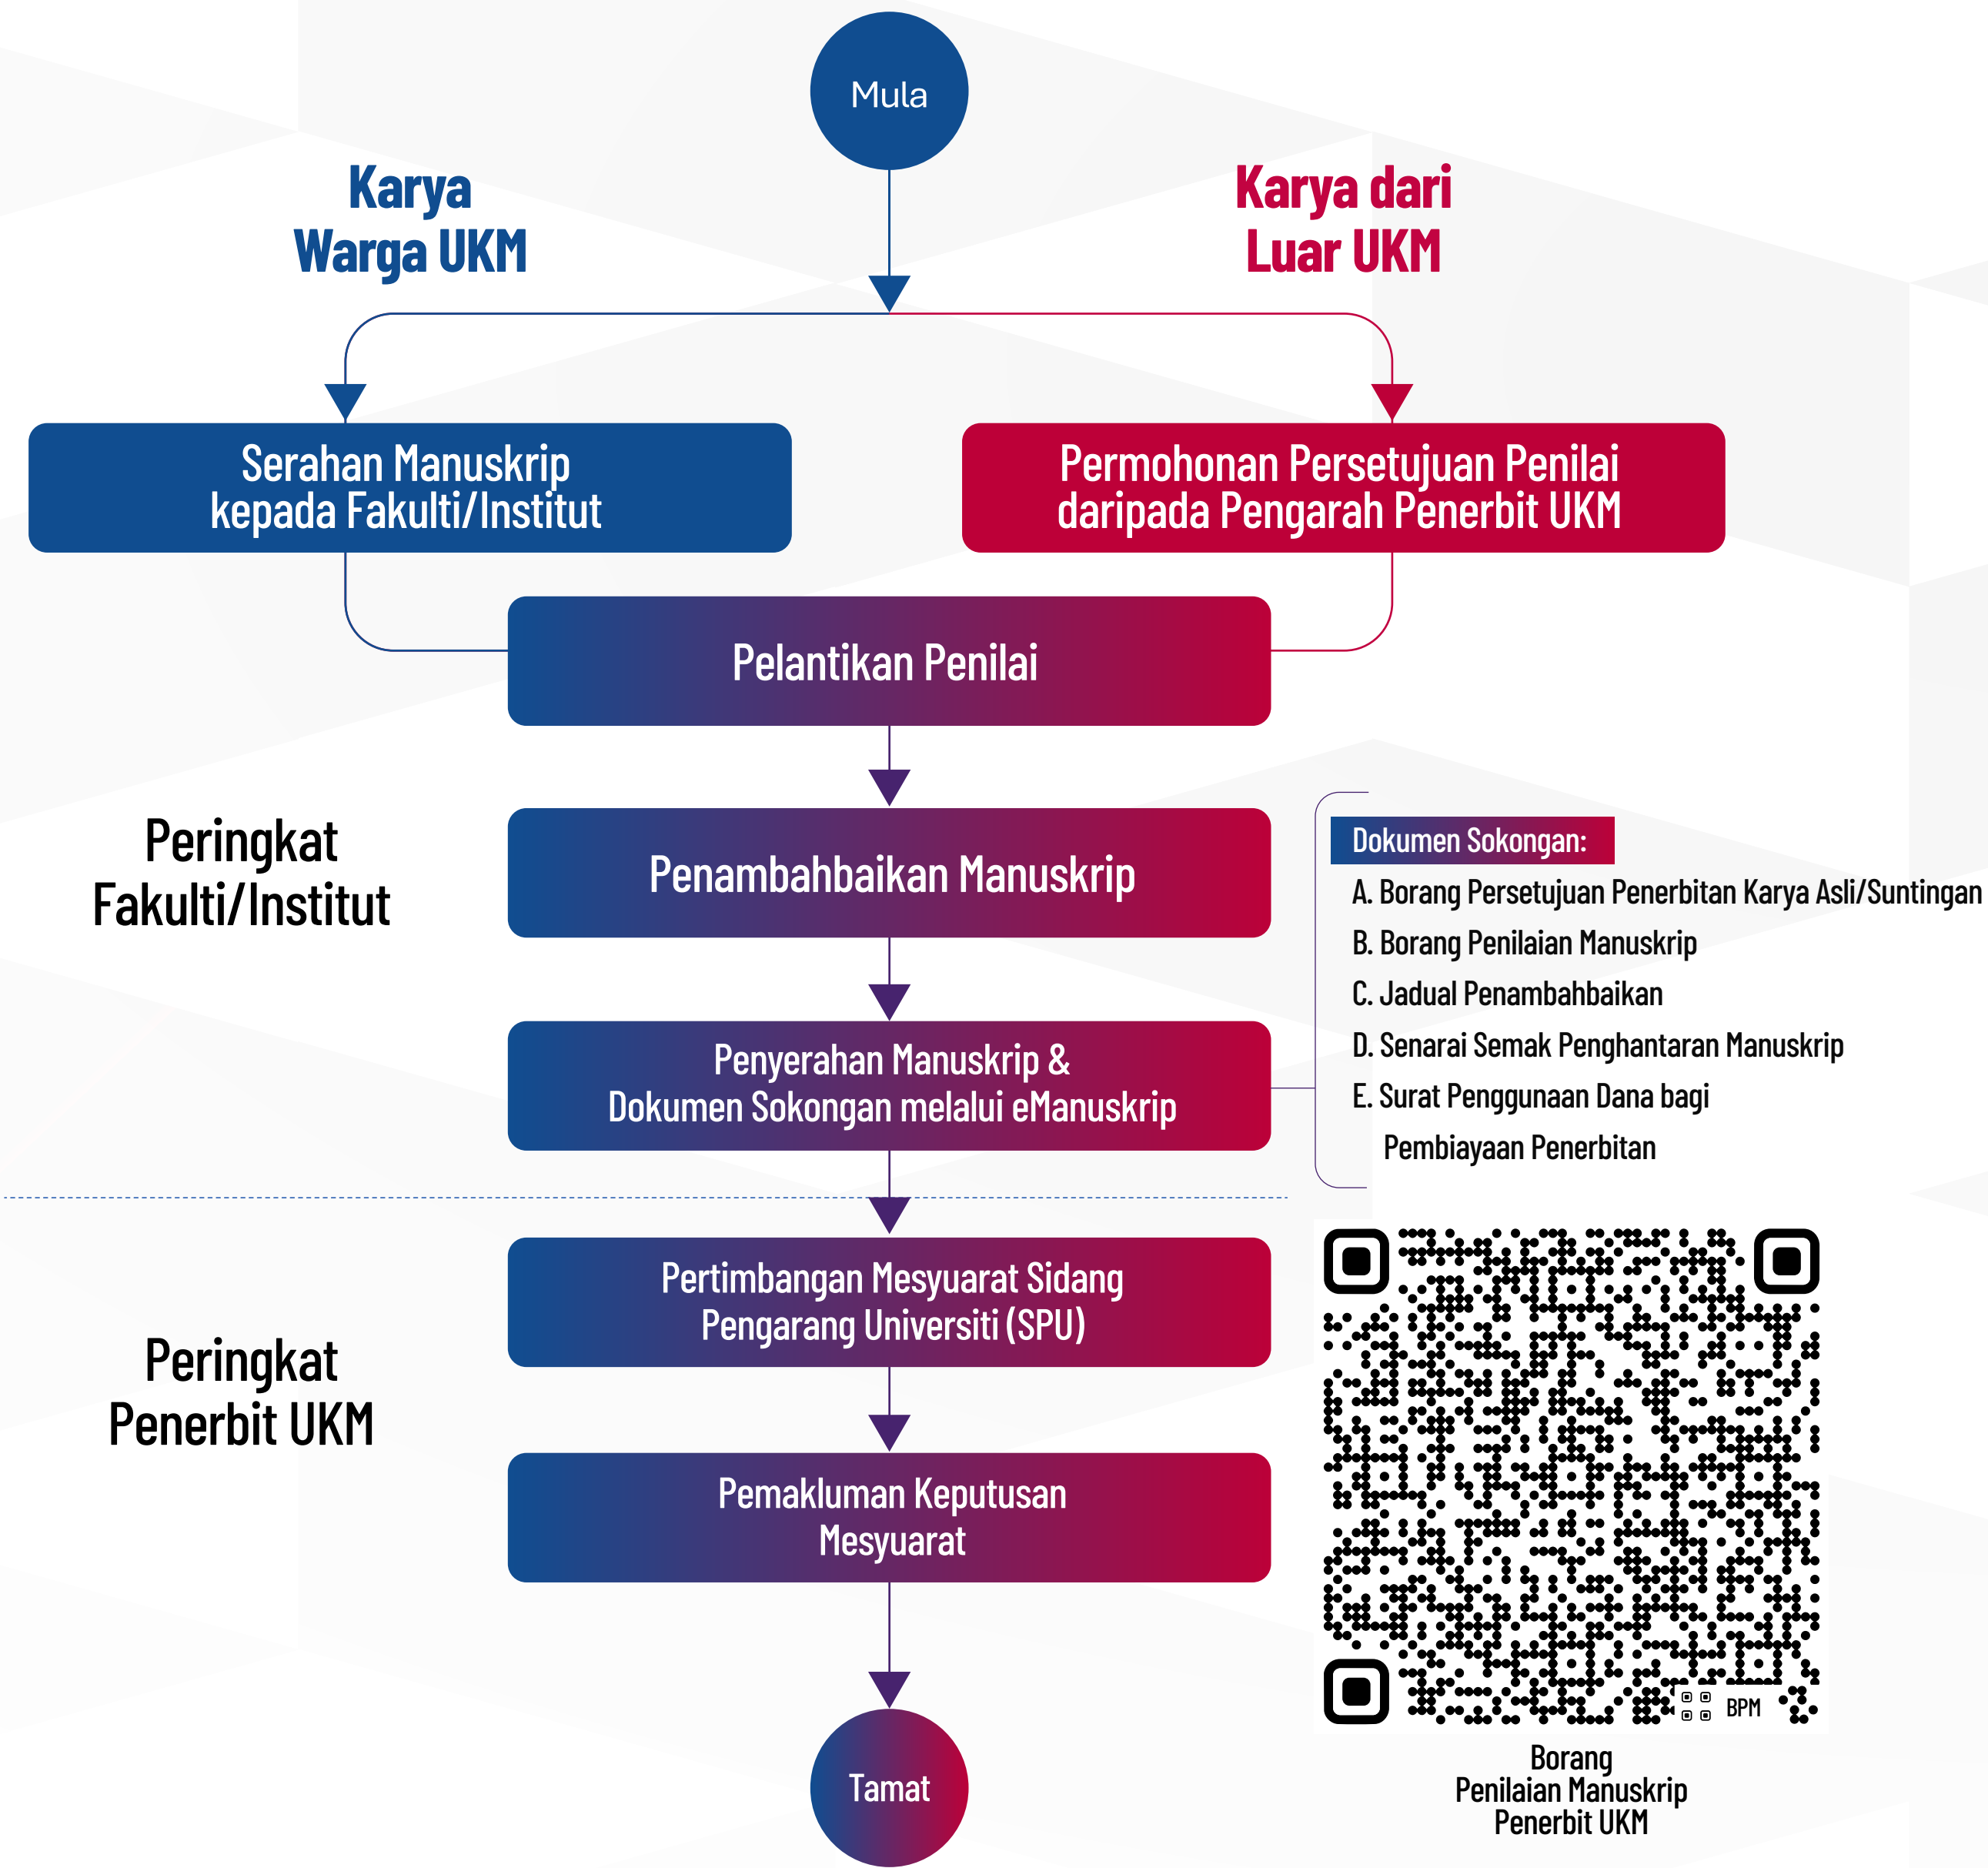 Mula
Karya
Warga UKM
Karya dari
Luar UKM
Serahan Manuskrip
kepada Fakulti/Institut
Permohonan Persetujuan Penilai
daripada Pengarah Penerbit UKM
Pelantikan Penilai
Peringkat
Fakulti/Institut
Penambahbaikan Manuskrip
Penyerahan Manuskrip &
Dokumen Sokongan melalui eManuskrip
Dokumen Sokongan:
A. Borang Persetujuan Penerbitan Karya Asli/Suntingan
B. Borang Penilaian Manuskrip
C. Jadual Penambahbaikan
D. Senarai Semak Penghantaran Manuskrip
E. Surat Penggunaan Dana bagi
Pembiayaan Penerbitan
Peringkat
Penerbit UKM
Pertimbangan Mesyuarat Sidang
Pengarang Universiti (SPU)
Pemakluman Keputusan
Mesyuarat
Tamat
BPM
Borang
Penilaian Manuskrip
Penerbit UKM